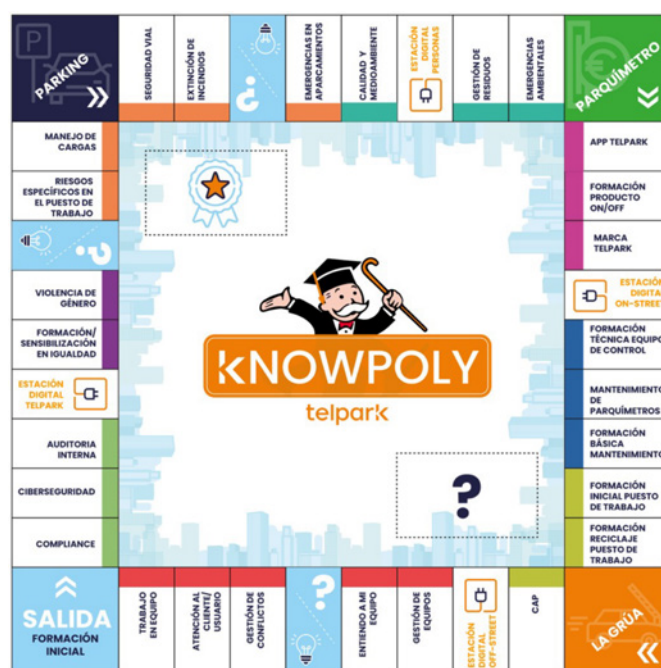 PARKING
SEGURIDAD VIAL
EXTINCIÓN DE
INCENDIOS
?
EMERGENCIAS EN
APARCAMIENTOS
CALIDAD Y
MEDIOAMBIENTE
ESTACIÓN
DIGITAL
PERSONAS
GESTIÓN DE
RESIDUOS
EMERGENCIAS
AMBIENTALES
PARQUÍMETRO
MANEJO DE
CARGAS
RIESGOS
ESPECÍFICOS EN
EL PUESTO DE
TRABAJO
?
VIOLENCIA DE
GÉNERO
FORMACIÓN/
SENSIBILIZACIÓN
EN IGUALDAD
ESTACIÓN
DIGITAL
TELPARK
AUDITORIA
INTERNA
CIBERSEGURIDAD
COMPLIANCE
KNOWPOLY
telpark
?
APP TELPARK
FORMACIÓN
PRODUCTO
ON/OFF
MARCA
TELPARK
ESTACIÓN
DIGITA
ON-STREET
FORMACIÓN
TÉCNICA EQUIPO
DE CONTROL
MANTENIMIENTO
DE
PARQUÍMETROS
FORMACIÓN
BÁSICA
MANTENIMIENTO
FORMACIÓN
INICIAL PUESTO
DE TRABAJO
FORMACIÓN
RECICLAJE
PUESTO DE
TRABAJO
SALIDA
FORMACIÓN
INICIAL
TRABAJO
EN EQUIPO
ATENCIÓN AL
CLIENTE/
USUARIO
GESTIÓN DE
CONFLICTOS
?
ENTIENDO A MI
EQUIPO
GESTIÓN DE
EQUIPOS
ESTACIÓN
DIGITAL
OFF-STREET
CAP
LA GRÚA